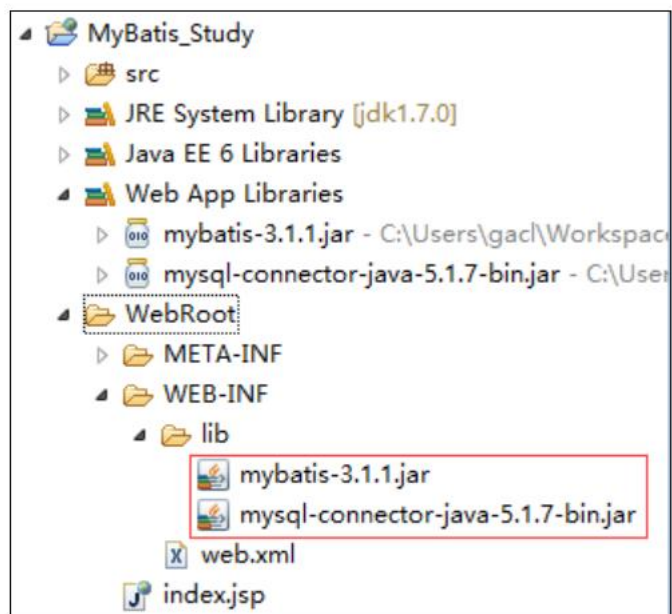 MyBatis_Study
src
JRE System Library [jdk1.7.0]
Java EE 6 Libraries
Web App Libraries
mybatis-3.1.1.jar - C:\Users\gacl\Workspac
mysql-connector-java-5.1.7-bin.jar - C:\User
WebRoot
META-INF
WEB-INF
lib
mybatis-3.1.1.jar
mysql-connector-java-5.1.7-bin.jar
web.xml
index.jsp